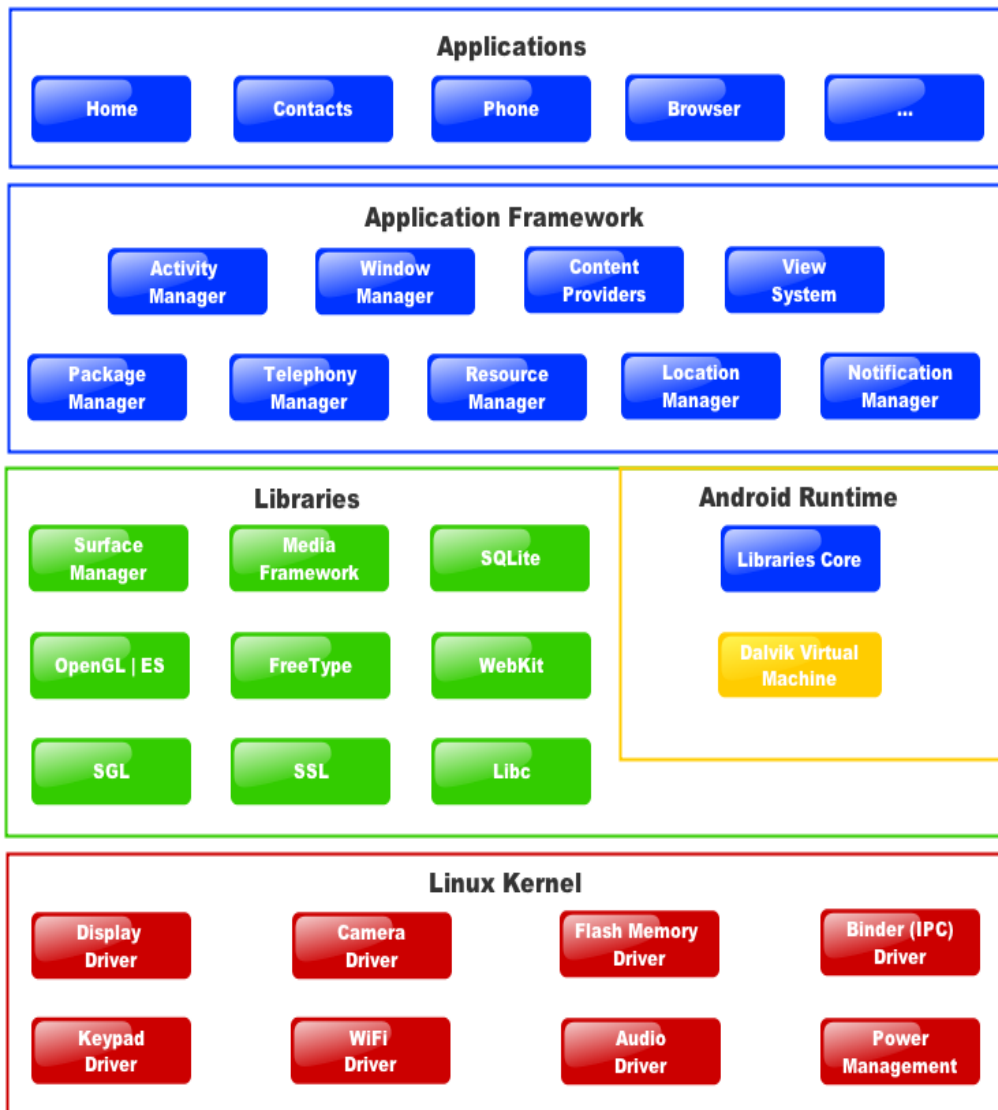 Applications
Home
Contacts
Phone
Browser
...
Application Framework
Activity
Manager
Window
Manager
Content
Providers
View
System
Package
Manager
Telephony
Manager
Resource
Manager
Location
Manager
Notification
Manager
Libraries
Surface
Manager
Media
Framework
SQLite
OpenGL | ES
FreeType
WebKit
SGL
SSL
Libc
Android Runtime
Libraries Core
Dalvik Virtual
Machine
Linux Kernel
Display
Driver
Camera
Driver
Flash Memory
Driver
Binder (IPC)
Driver
Keypad
Driver
WiFi
Driver
Audio
Driver
Power
Management